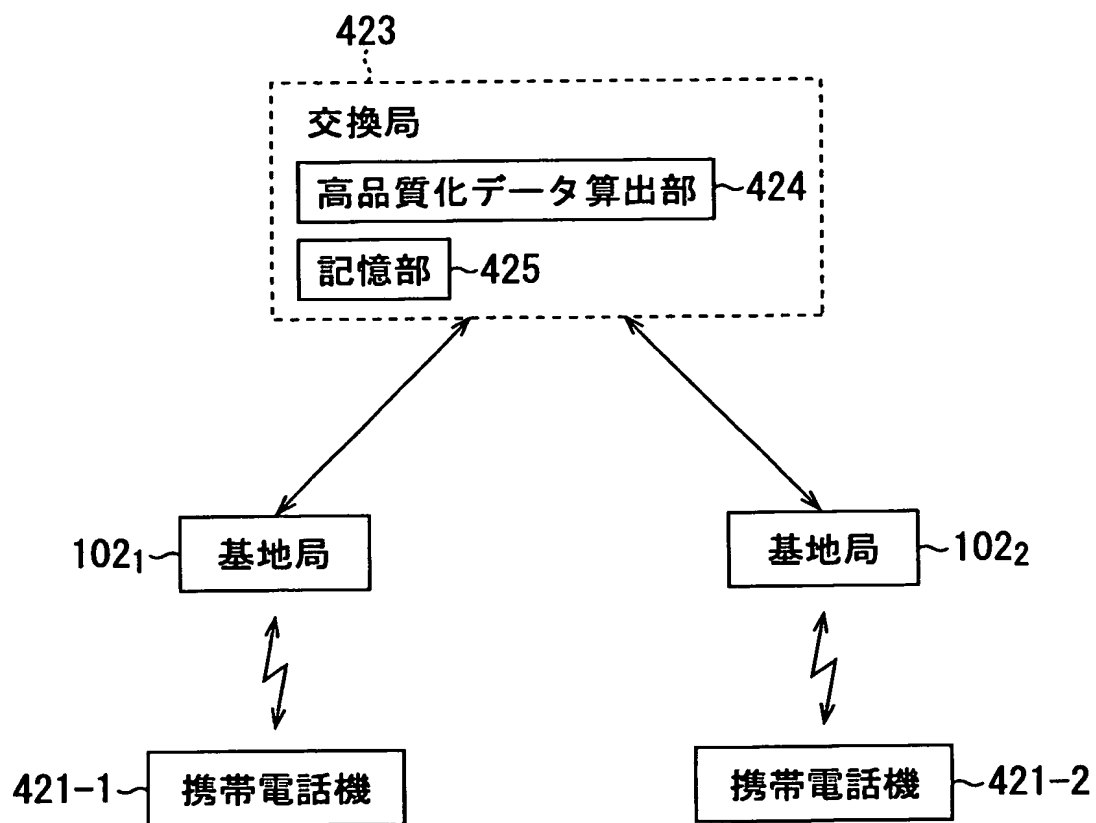 423
交換局
高品質化データ算出部 424
記憶部 425
102₁ 基地局
基地局 102₂
421-1 携帯電話機
携帯電話機 421-2